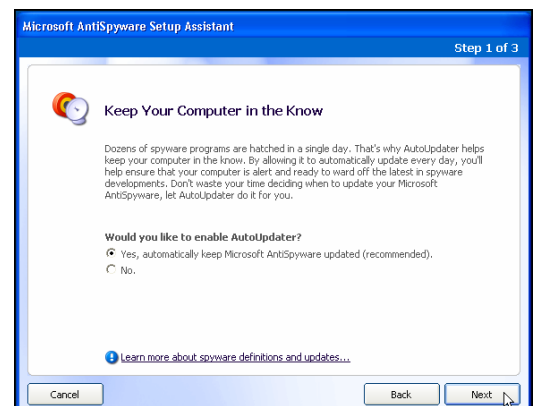 Microsoft AntiSpyware Setup Assistant
Step 1 of 3
Keep Your Computer in the Know
Dozens of spyware programs are hatched in a single day. That's why AutoUpdater helps
keep your computer in the know. By allowing it to automatically update every day, you'll
help ensure that your computer is alert and ready to ward off the latest in spyware
developments. Don't waste your time deciding when to update your Microsoft
AntiSpyware, let AutoUpdater do it for you.
Would you like to enable AutoUpdater?
Yes, automatically keep Microsoft AntiSpyware updated (recommended).
No.
Learn more about spyware definitions and updates...
Cancel
Back
Next